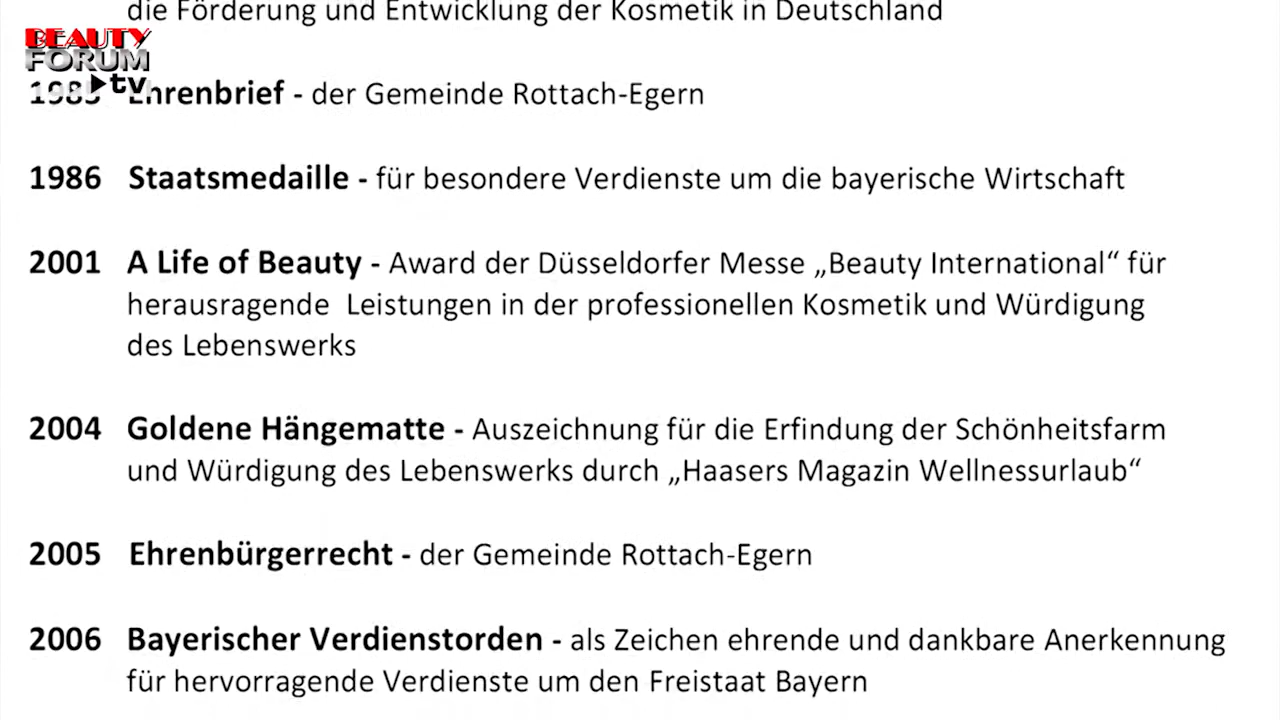 die Förderung und Entwicklung der Kosmetik in Deutschland
BEAUTY
FORUM
tv
1985 Ehrenbrief - der Gemeinde Rottach-Egern
1986 Staatsmedaille - für besondere Verdienste um die bayerische Wirtschaft
2001 A Life of Beauty - Award der Düsseldorfer Messe „Beauty International“ für
herausragende Leistungen in der professionellen Kosmetik und Würdigung
des Lebenswerks
2004 Goldene Hängematte - Auszeichnung für die Erfindung der Schönheitsfarm
und Würdigung des Lebenswerks durch „Haasers Magazin Wellnessurlaub“
2005 Ehrenbürgerrecht - der Gemeinde Rottach-Egern
2006 Bayerischer Verdienstorden - als Zeichen ehrende und dankbare Anerkennung
für hervorragende Verdienste um den Freistaat Bayern